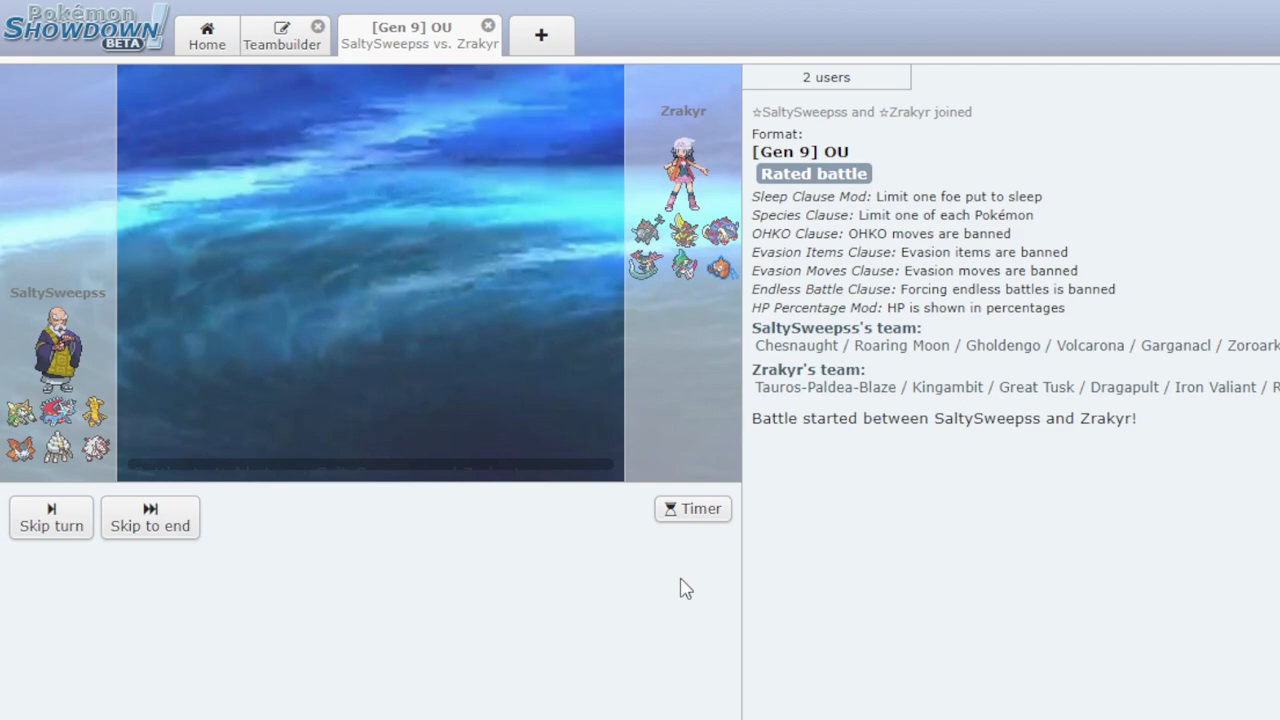 Pokémon
SHOWDOWN!
BETA
Home
Teambuilder
[Gen 9] OU
SaltySweepss vs. Zrakyr
+
2 users
Zrakyr
SaltySweepss
☆SaltySweepss and ☆Zrakyr joined
Format:
[Gen 9] OU
Rated battle
Sleep Clause Mod: Limit one foe put to sleep
Species Clause: Limit one of each Pokémon
OHKO Clause: OHKO moves are banned
Evasion Items Clause: Evasion items are banned
Evasion Moves Clause: Evasion moves are banned
Endless Battle Clause: Forcing endless battles is banned
HP Percentage Mod: HP is shown in percentages
SaltySweepss's team:
Chesnaught / Roaring Moon / Gholdengo / Volcarona / Garganacl / Zoroark
Zrakyr's team:
Tauros-Paldea-Blaze / Kingambit / Great Tusk / Dragapult / Iron Valiant / R
Battle started between SaltySweepss and Zrakyr!
Skip turn
Skip to end
Timer